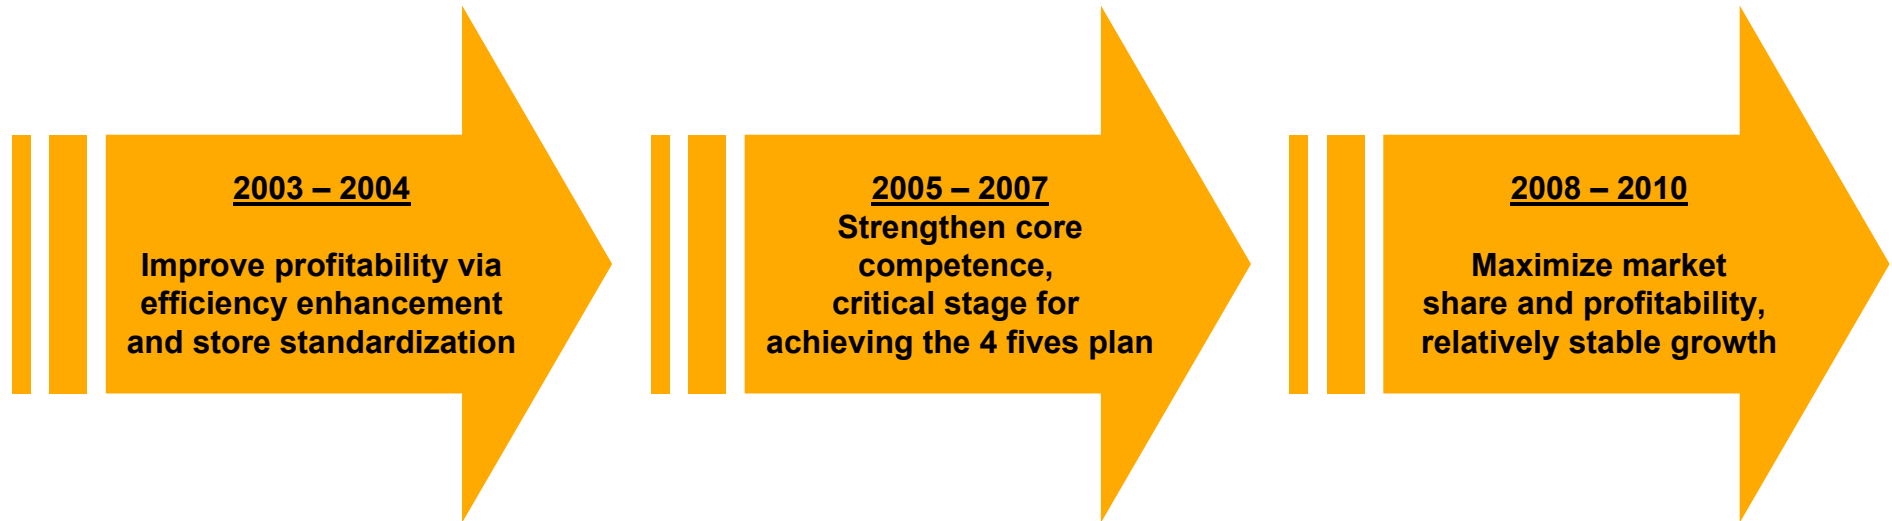 2003 – 2004
Improve profitability via
efficiency enhancement
and store standardization
2005 – 2007
Strengthen core
competence,
critical stage for
achieving the 4 fives plan
2008 – 2010
Maximize market
share and profitability,
relatively stable growth